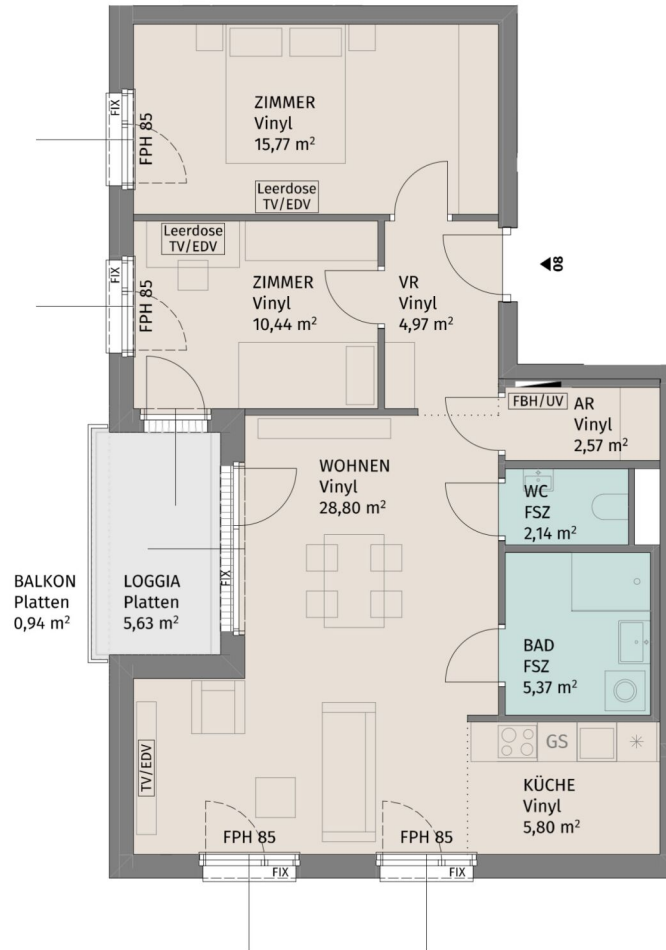 ZIMMER
Vinyl
15,77 m²
FIX
FPH 85
Leerdose
TV/EDV
Leerdose
TV/EDV
ZIMMER
Vinyl
10,44 m²
FIX
FPH 85
VR
Vinyl
4,97 m²
08
FBH/UV
AR
Vinyl
2,57 m²
WOHNEN
Vinyl
28,80 m²
WC
FSZ
2,14 m²
BALKON
Platten
0,94 m²
LOGGIA
Platten
5,63 m²
FIX
BAD
FSZ
5,37 m²
TV/EDV
GS
KÜCHE
Vinyl
5,80 m²
FPH 85
FPH 85
FIX
FIX